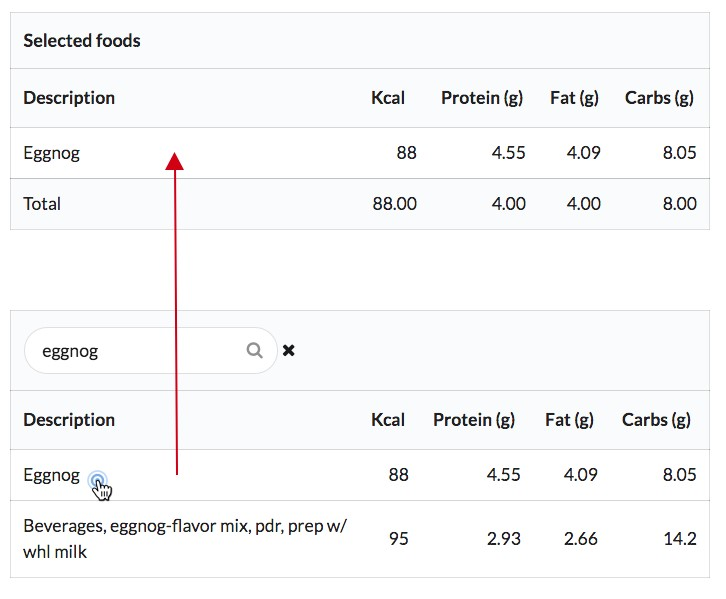 Selected foods
Description Kcal Protein (g) Fat (g) Carbs (g)
Eggnog 88 4.55 4.09 8.05
Total 88.00 4.00 4.00 8.00
eggnog
Description Kcal Protein (g) Fat (g) Carbs (g)
Eggnog 88 4.55 4.09 8.05
Beverages, eggnog-flavor mix, pdr, prep w/
whl milk 95 2.93 2.66 14.2